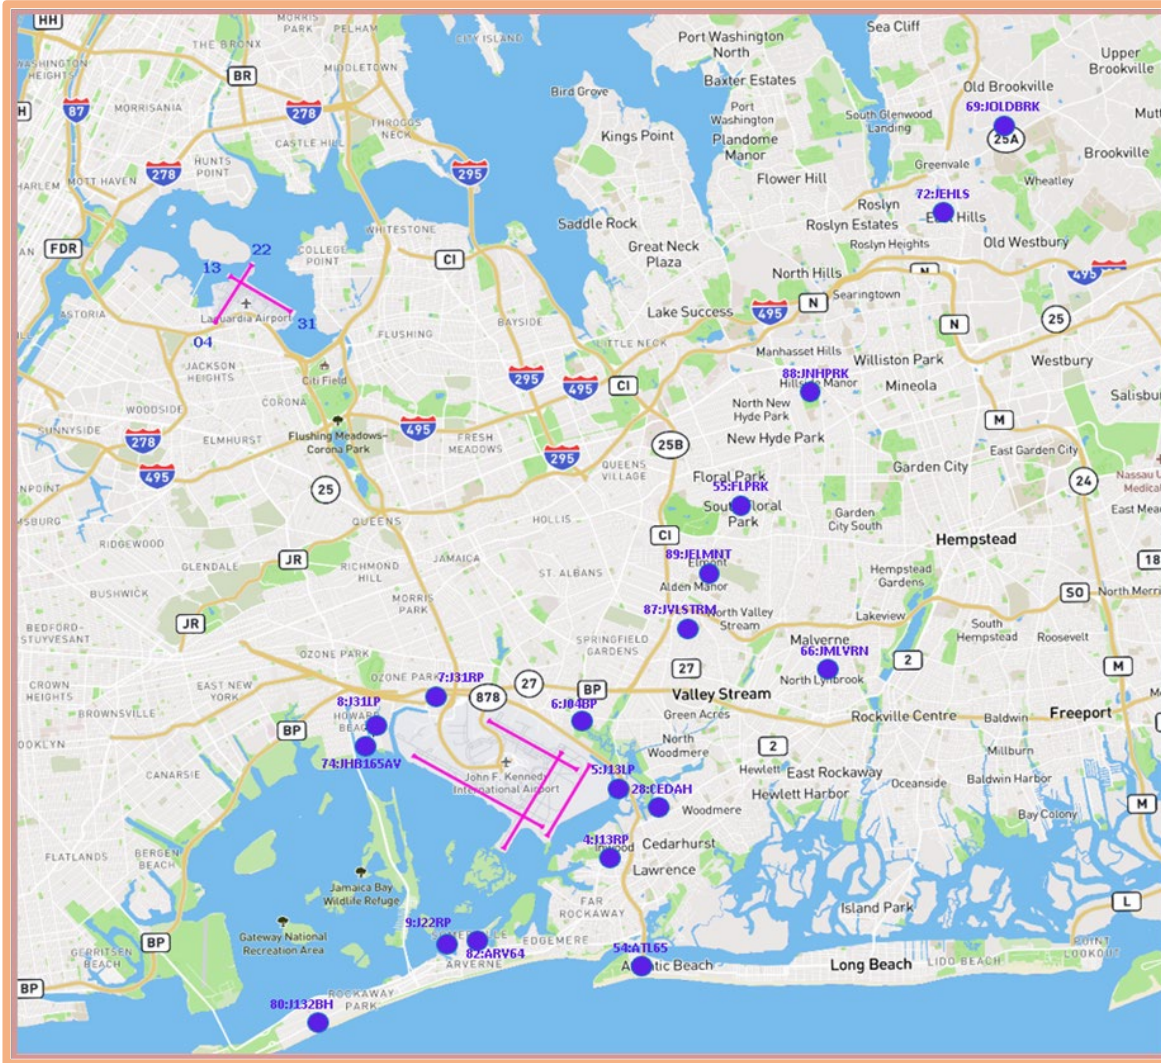 HH
MORRIS PARK
PELHAM
CITY ISLAND
Port Washington North
Sea Cliff
WASHINGTON HEIGHTS
THE BRONX
BR
MIDDLETOWN
Baxter Estates
Upper Brookville
Old Brookville
Bird Grove
87
MORRISANIA
278
THROGGS NECK
Kings Point
Port Washington
69:JOLDBRK
South Glenwood Landing
25A
CASTLE HILL
Plandome Manor
Brookville
HUNTS POINT
278
295
Flower Hill
Greenvale
Wheatley
HARLEM
MOTT HAVEN
72:JEHLS
Roslyn
East Hills
Saddle Rock
Roslyn Estates
FDR
WHITESTONE
COLLEGE POINT
CI
Great Neck Plaza
Roslyn Heights
Old Westbury
22
13
North Hills
N
495
Searingtown
N
LaGuardia Airport
ASTORIA
31
04
BAYSIDE
FLUSHING
Lake Success
495
25
N
LITTLE NECK
Manhasset Hills
Williston Park
Westbury
JACKSON HEIGHTS
Citi Field
295
495
CI
88:JNHPRK
Hillside Manor
Mineola
CORONA
North New Hyde Park
WOODSIDE
M
SUNNYSIDE
278
ELMHURST
495
Flushing Meadows–
Corona Park
FRESH MEADOWS
New Hyde Park
25B
East Garden City
495
295
QUEENS VILLAGE
Garden City
Floral Park
24
25
55:FLPRK
South Floral Park
Garden City South
QUEENS
HOLLIS
RIDGEWOOD
CI
Hempstead
JR
89:JELMNT
Elmont
JAMAICA
ST. ALBANS
GLENDALE
RICHMOND HILL
Alden Manor
Hempstead Gardens
BUSHWICK
SO
MORRIS PARK
87:JVLSTRM
North Valley Stream
Lakeview
JR
SPRINGFIELD GARDENS
Malverne
South Hempstead
Roosevelt
OZONE PARK
66:JMLVRN
2
27
North Lynbrook
M
7:J31RP
OZONE PARK
27
878
BP
EAST NEW YORK
CROWN HEIGHTS
Valley Stream
8:J31LP
6:J04BP
BROWNSVILLE
Green Acres
Rockville Centre
Baldwin
Freeport
HOWARD BEACH
BP
North Woodmere
2
Millburn
74:JHB165AV
John F. Kennedy International Airport
CANARSIE
5:J13LP
Hewlett
East Rockaway
Oceanside
Baldwin Harbor
28:CEDAH
Hewlett Harbor
Woodmere
M
Bay Colony
4:J13RP
Inwood
Cedarhurst
FLATLANDS
BERGEN BEACH
Lawrence
Jamaica Bay Wildlife Refuge
FAR ROCKAWAY
Island Park
L
9:J22RP
SOMERVILLE
EDGEMERE
Gateway National Recreation Area
82:ARV64
ARVERNE
54:ATL65
Atlantic Beach
Long Beach
LIDO BEACH
POINT LOOKOUT
BP
GERRITSEN BEACH
BP
ROCKAWAY PARK
80:J132BH